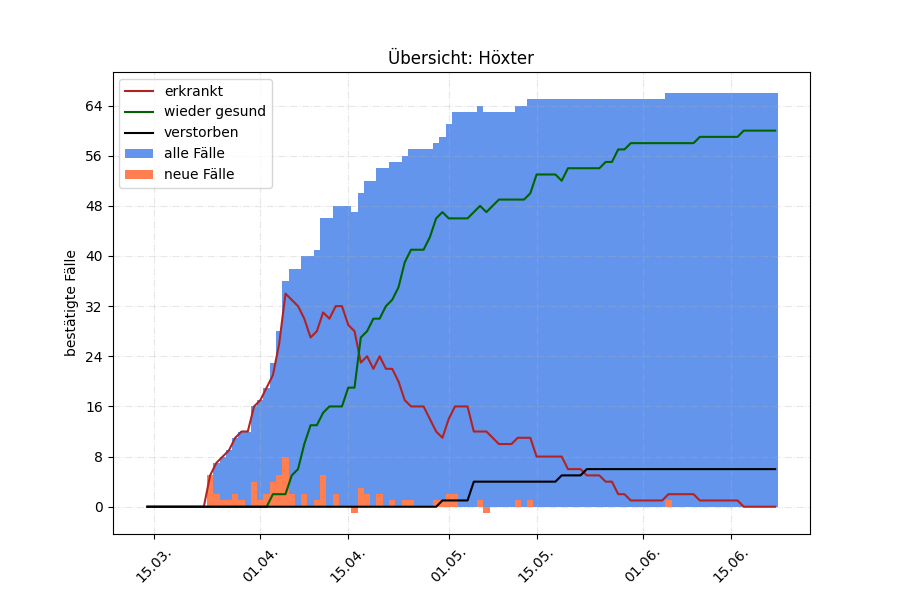 Übersicht: Höxter
erkrankt
wieder gesund
verstorben
alle Fälle
neue Fälle
bestätigte Fälle
64
56
48
40
32
24
16
8
0
15.03.
01.04.
15.04.
01.05.
15.05.
01.06.
15.06.